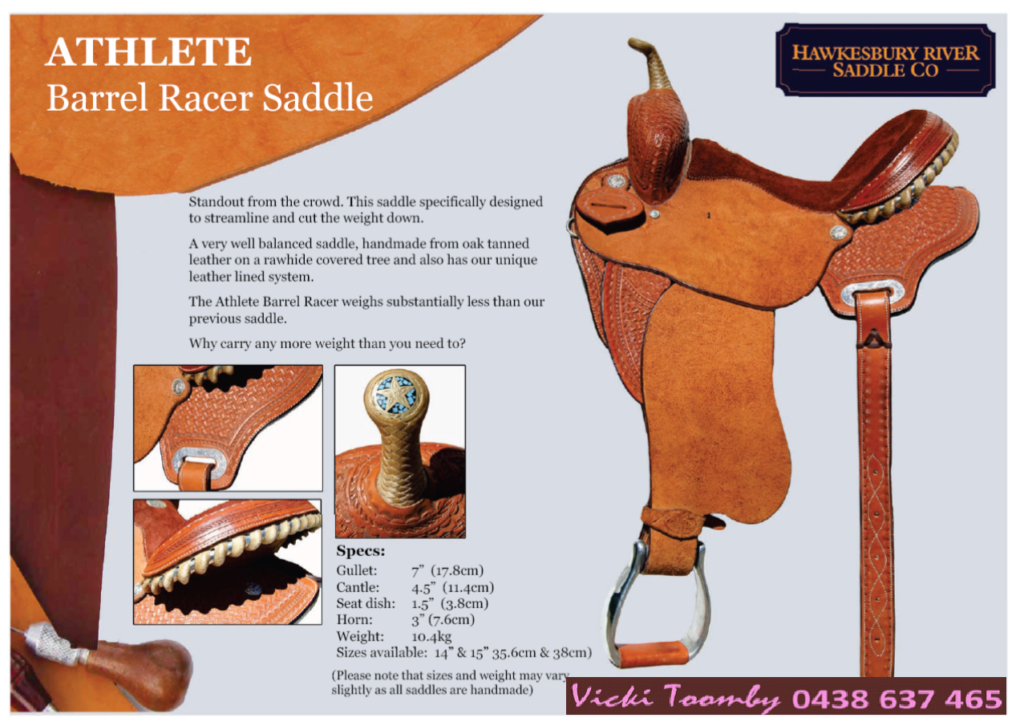 ATHLETE
Barrel Racer Saddle
HAWKESBURY RIVER
SADDLE CO
Standout from the crowd. This saddle specifically designed
to streamline and cut the weight down.
A very well balanced saddle, handmade from oak tanned
leather on a rawhide covered tree and also has our unique
leather lined system.
The Athlete Barrel Racer weighs substantially less than our
previous saddle.
Why carry any more weight than you need to?
Specs:
Gullet: 7” (17.8cm)
Cantle: 4.5” (11.4cm)
Seat dish: 1.5” (3.8cm)
Horn: 3” (7.6cm)
Weight: 10.4kg
Sizes available: 14” & 15” 35.6cm & 38cm)
(Please note that sizes and weight may vary
slightly as all saddles are handmade)
Vicki Toomby 0438 637 465